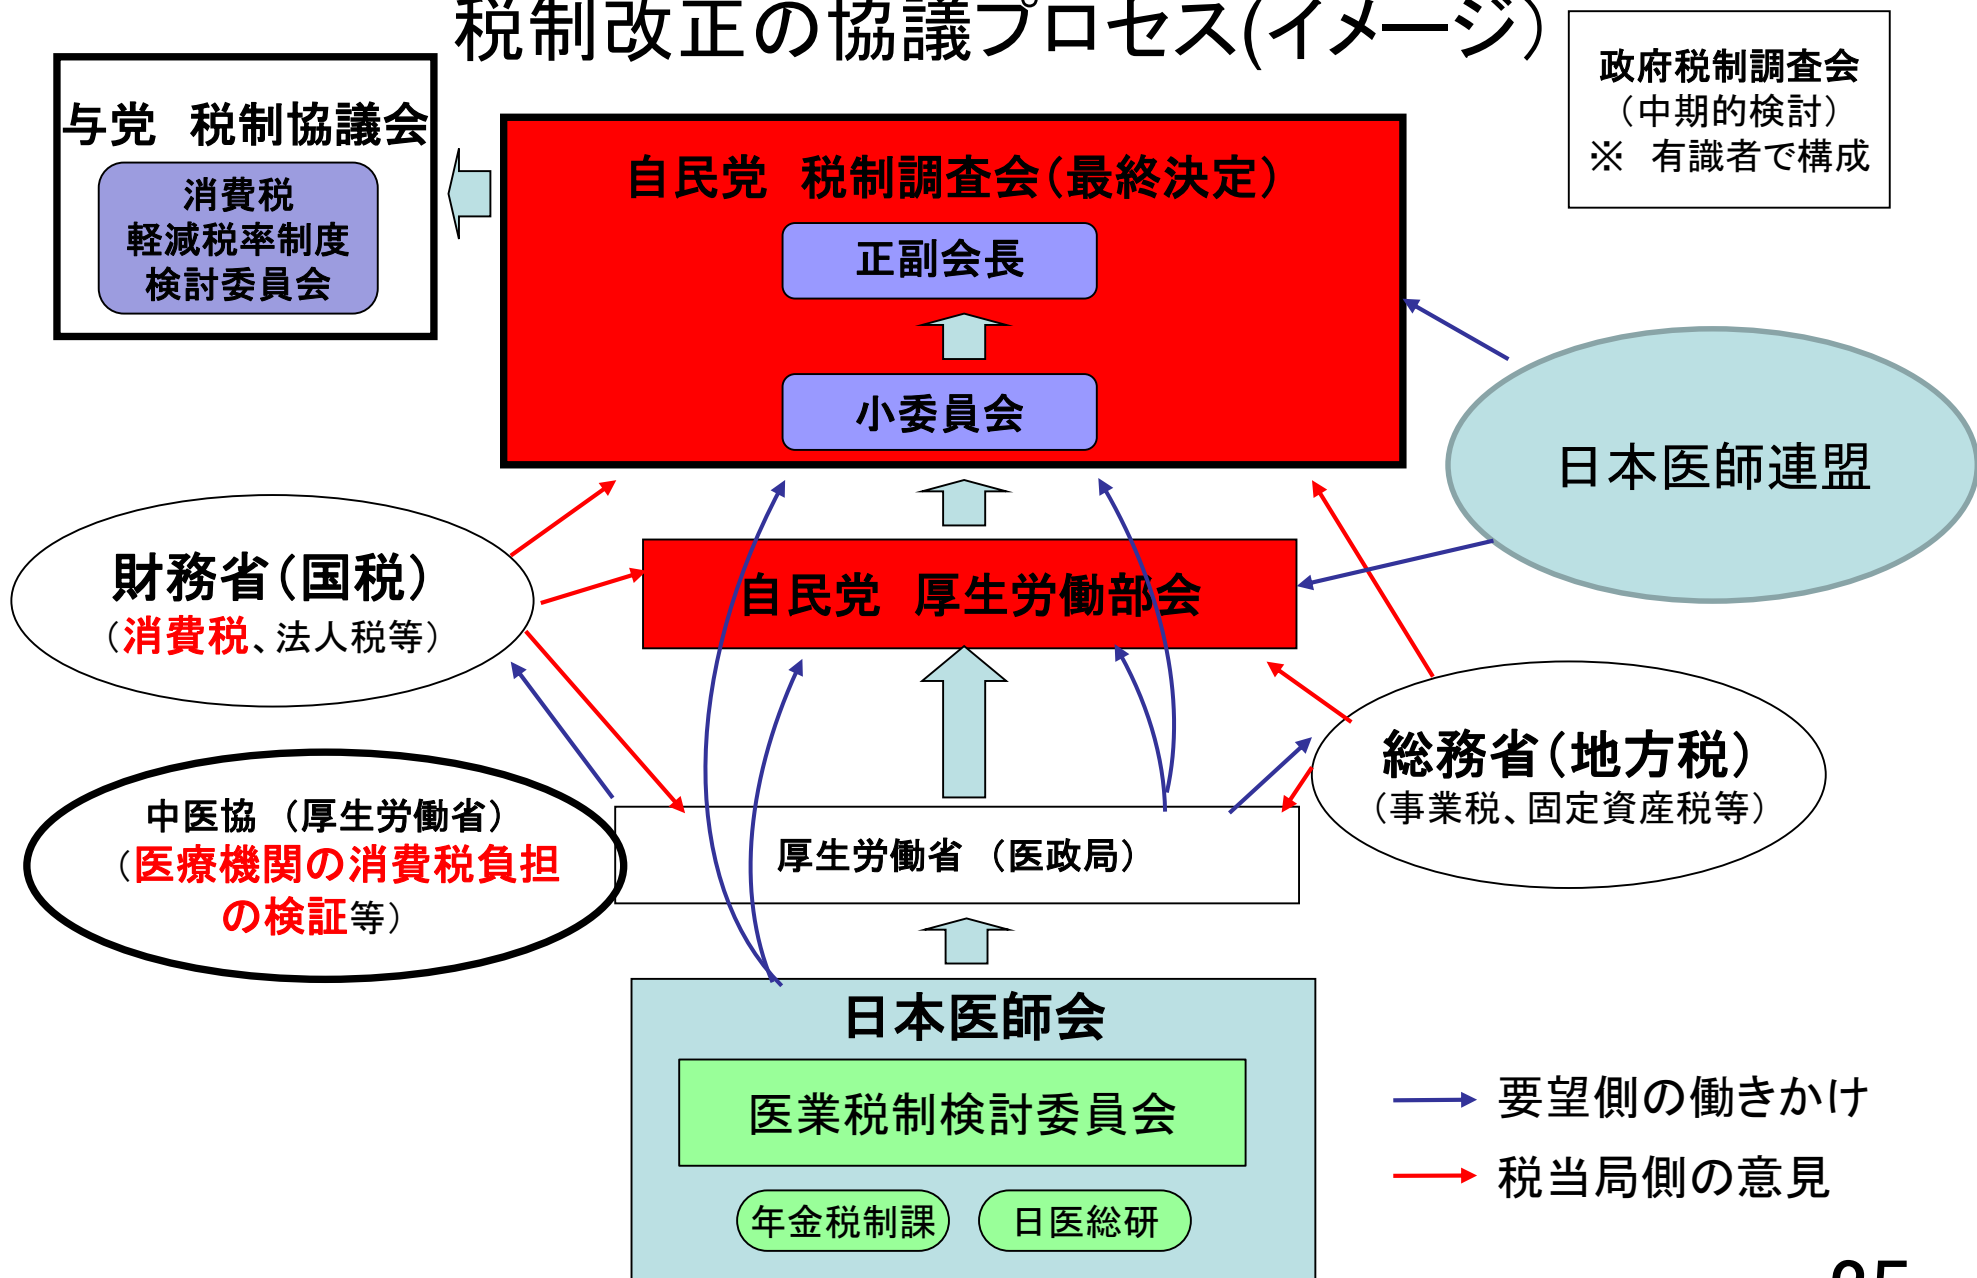 税制改正の協議プロセス(イメージ)
政府税制調査会
（中期的検討）
※　有識者で構成
与党　税制協議会
消費税
軽減税率制度
検討委員会
自民党　税制調査会（最終決定）
正副会長
小委員会
日本医師連盟
財務省（国税）
（消費税、法人税等）
自民党　厚生労働部会
総務省（地方税）
（事業税、固定資産税等）
中医協 （厚生労働省）
（医療機関の消費税負担
の検証等）
厚生労働省 （医政局）
日本医師会
医業税制検討委員会
年金税制課
日医総研
要望側の働きかけ
税当局側の意見